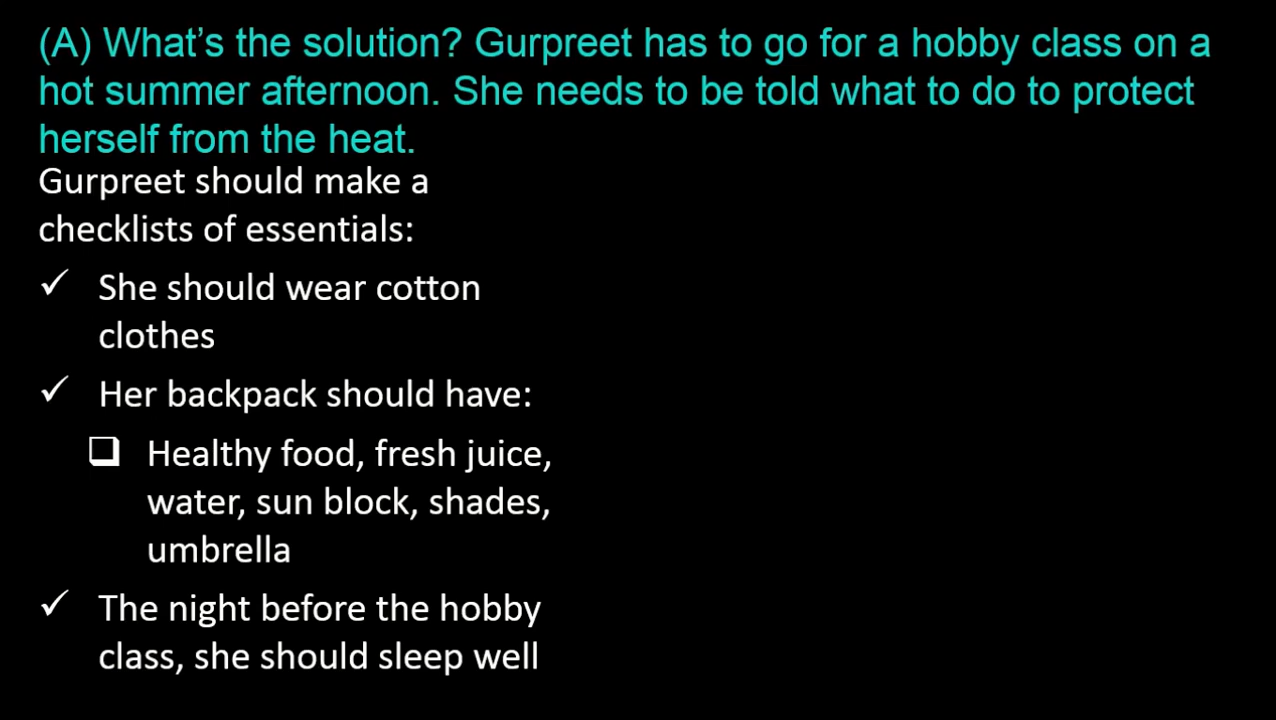 (A) What’s the solution? Gurpreet has to go for a hobby class on a
hot summer afternoon. She needs to be told what to do to protect
herself from the heat.
Gurpreet should make a
checklists of essentials:
✓ She should wear cotton
clothes
✓ Her backpack should have:
❑ Healthy food, fresh juice,
water, sun block, shades,
umbrella
✓ The night before the hobby
class, she should sleep well